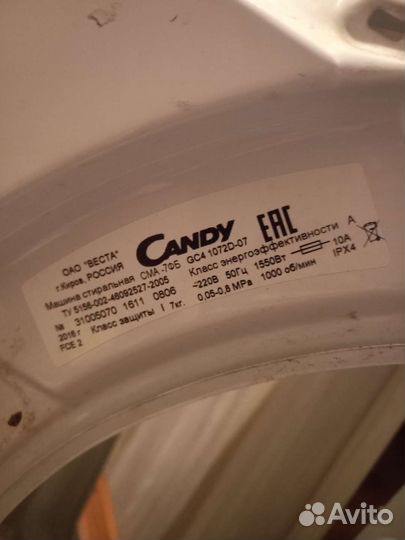 ОАО "ВЕСТА"
г.Киров, РОССИЯ
CANDY
EAC
Машина стиральная СМА-7ФБ GC4 1072D-07
ТУ 5156-002-46092527-2005 Класс энергоэффективности A
№ 31005070 1611 0806 ~220В 50Гц 1550Вт 10A
2016 г Класс защиты I 7кг. 0,05-0,8 MPa 1000 об/мин IPX4
FCE 2
Avito